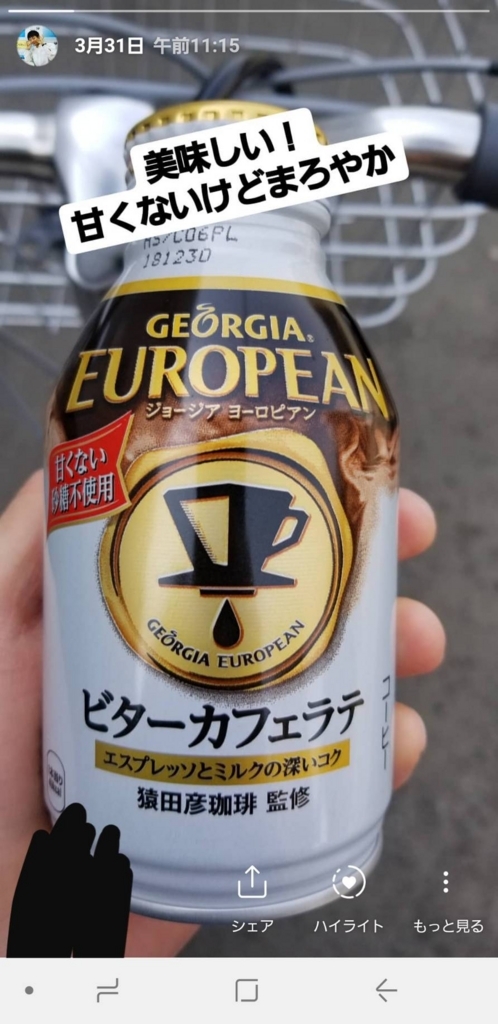 3月31日 午前11:15
美味しい！
甘くないけどまろやか
181230
GEORGIA
EUROPEAN
ジョージア ヨーロピアン
甘くない
砂糖不使用
GEORGIA EUROPEAN
ビターカフェラテ
コーヒー
エスプレッソとミルクの深いコク
猿田彦珈琲 監修
シェア
ハイライト
もっと見る